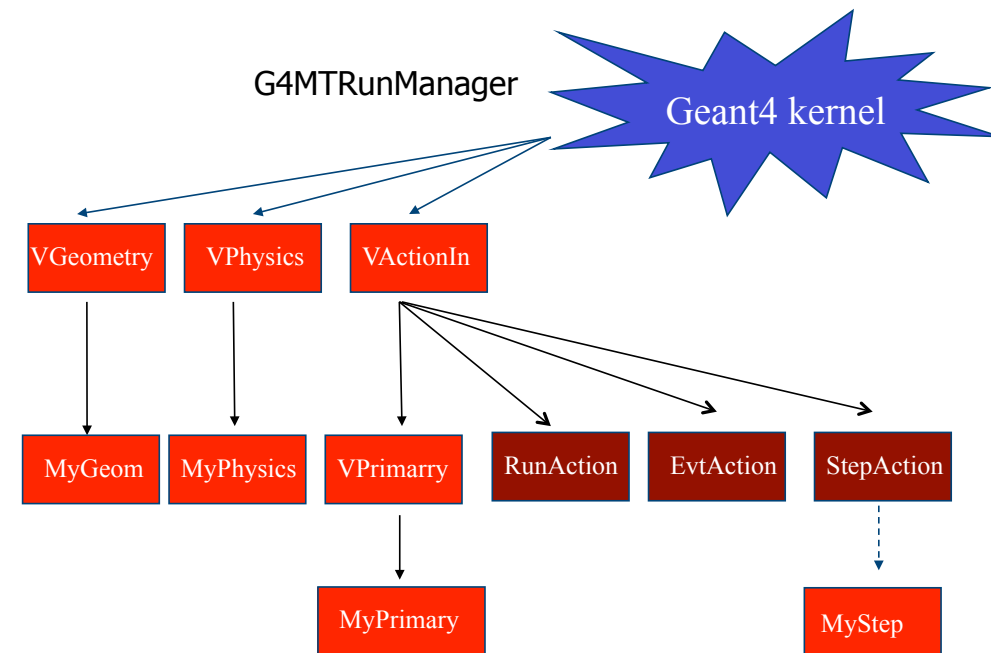 G4MTRunManager
Geant4 kernel
VGeometry
VPhysics
VActionIn
MyGeom
MyPhysics
VPrimarry
RunAction
EvtAction
StepAction
MyPrimary
MyStep